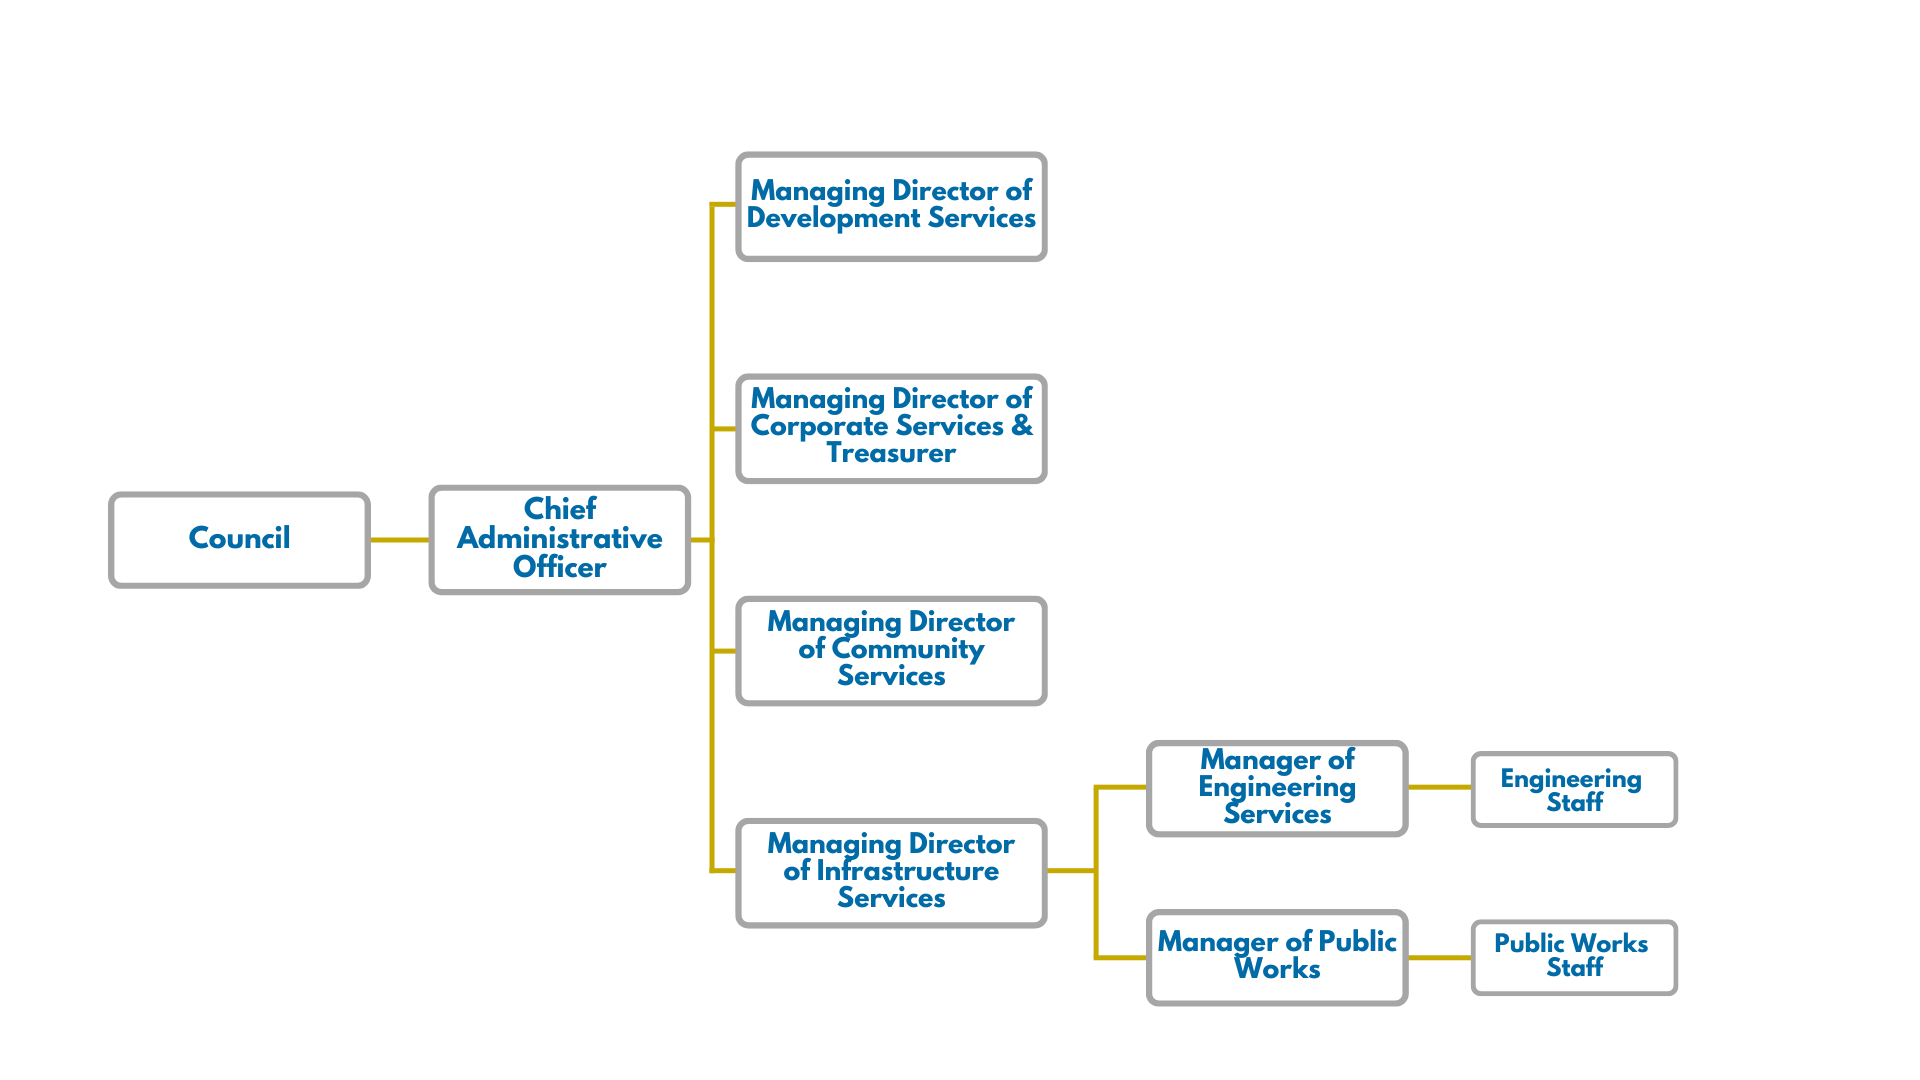 Council
Chief
Administrative
Officer
Managing Director of
Development Services
Managing Director of
Corporate Services &
Treasurer
Managing Director
of Community
Services
Managing Director
of Infrastructure
Services
Manager of
Engineering
Services
Engineering
Staff
Manager of Public
Works
Public Works
Staff